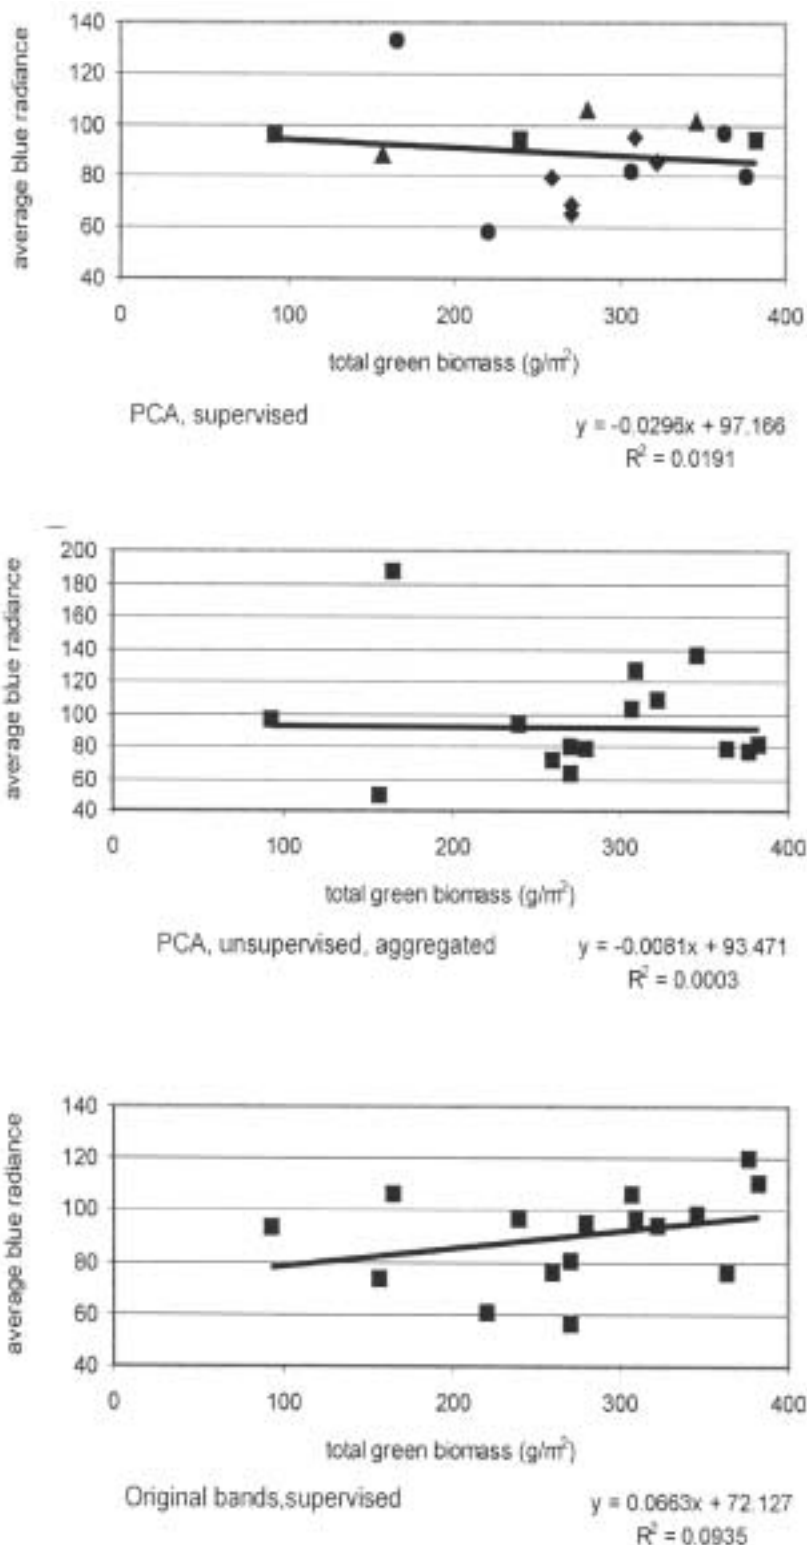 140
120
100
80
60
40
average blue radiance
0 100 200 300 400
total green biomass (g/m²)
PCA, supervised
y = -0.0296x + 97.166
R² = 0.0191
200
180
160
140
120
100
80
60
40
average blue radiance
0 100 200 300 400
total green biomass (g/m²)
PCA, unsupervised, aggregated
y = -0.0081x + 93.471
R² = 0.0003
140
120
100
80
60
40
average blue radiance
0 100 200 300 400
total green biomass (g/m²)
Original bands,supervised
y = 0.0663x + 72.127
R² = 0.0935